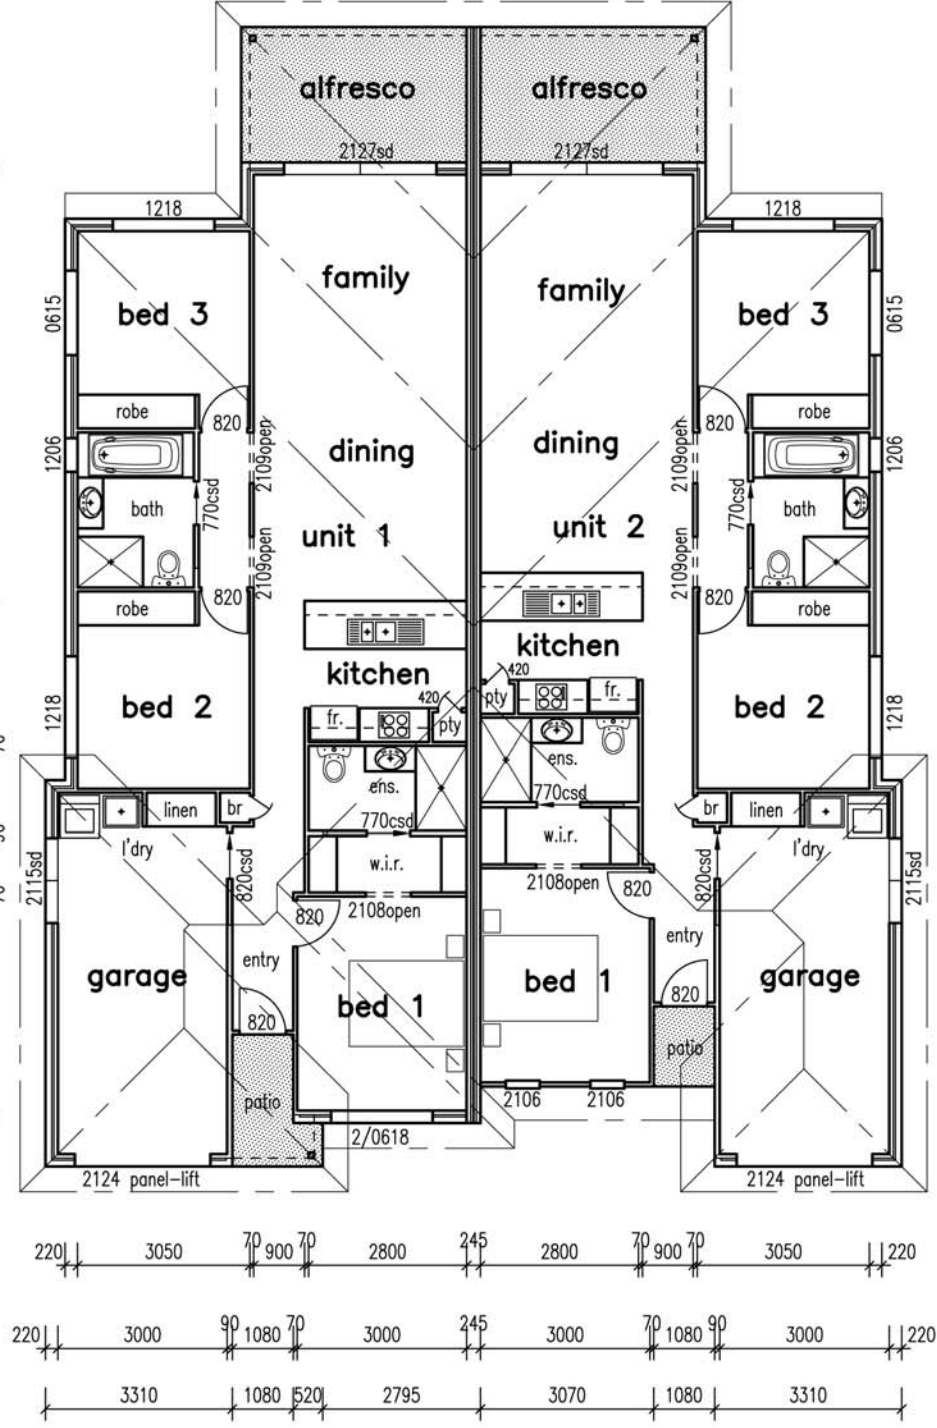 alfresco alfresco
2127sd 2127sd
1218 1218
family family
bed 3 bed 3
0615 0615
robe 820 820 robe
2109open 2109open
1206 dining dining 1206
bath 770csd 770csd bath
unit 1 unit 2
2109open 2109open
robe 820 820 robe
kitchen kitchen
420 420
bed 2 fr. pty pty fr. bed 2
1218 1218
ens. ens.
770csd 770csd
linen br br linen
l'dry w.i.r. w.i.r. l'dry
2115sd 820csd 820csd 2115sd
2108open 2108open
820 820
entry entry
garage bed 1 bed 1 garage
820 820
patio patio
2106 2106
2/0618
2124 panel-lift 2124 panel-lift
220 3050 70 900 70 2800 245 2800 70 900 70 3050 220
220 3000 90 1080 70 3000 245 3000 70 1080 90 3000 220
3310 1080 520 2795 3070 1080 3310